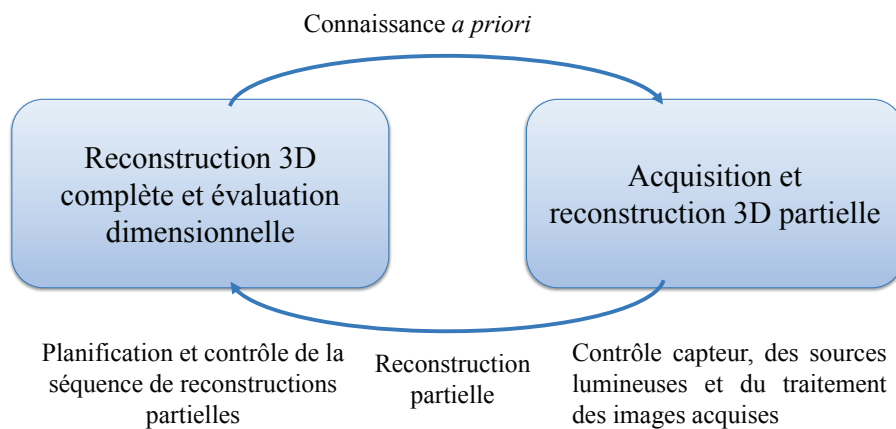 Connaissance a priori
Reconstruction 3D
complète et évaluation
dimensionnelle
Acquisition et
reconstruction 3D partielle
Planification et contrôle de la
séquence de reconstructions
partielles
Reconstruction
partielle
Contrôle capteur, des sources
lumineuses et du traitement
des images acquises